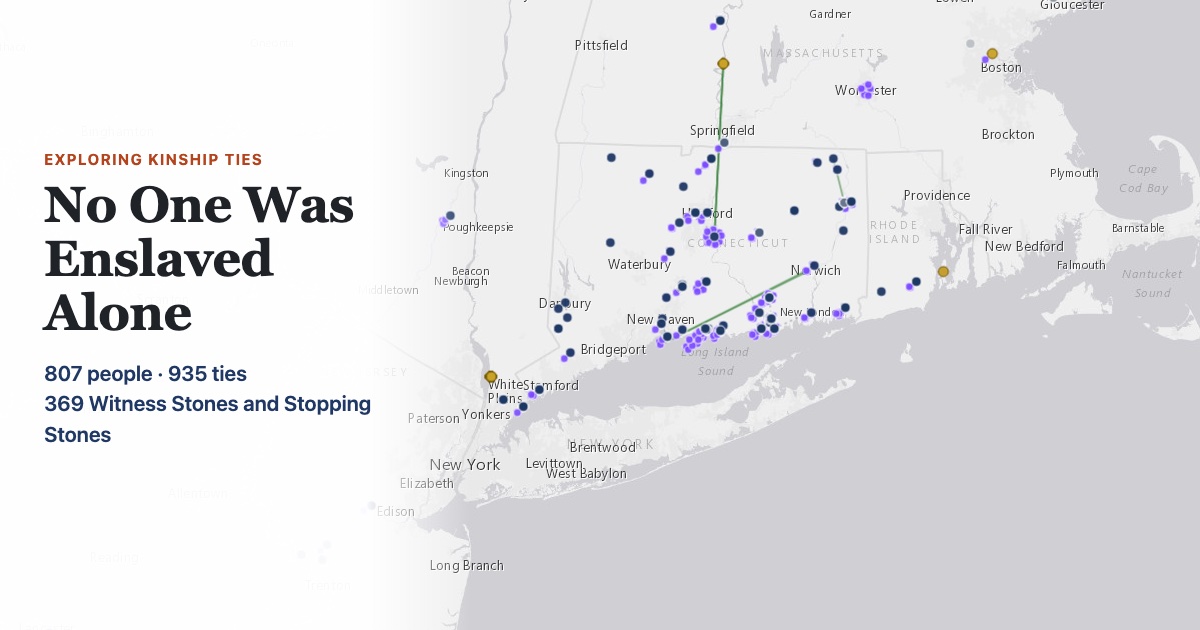 EXPLORING KINSHIP TIES
No One Was
Enslaved
Alone
807 people · 935 ties
369 Witness Stones and Stopping
Stones
Gloucester
Gardner
Pittsfield
MASSACHUSETTS
Boston
Worcester
Springfield
Brockton
Kingston
Plymouth
Cape
Cod Bay
Providence
Hartford
Poughkeepsie
RHODE
ISLAND
Fall River
Barnstable
CONNECTICUT
New Bedford
Waterbury
Falmouth
Norwich
Beacon
Newburgh
Nantucket
Sound
Middletown
Danbury
New Haven
New London
Bridgeport
Long Island
Sound
White
Plains
Stamford
Paterson
Yonkers
NEW YORK
Brentwood
New York
Levittown
West Babylon
Elizabeth
Edison
Long Branch